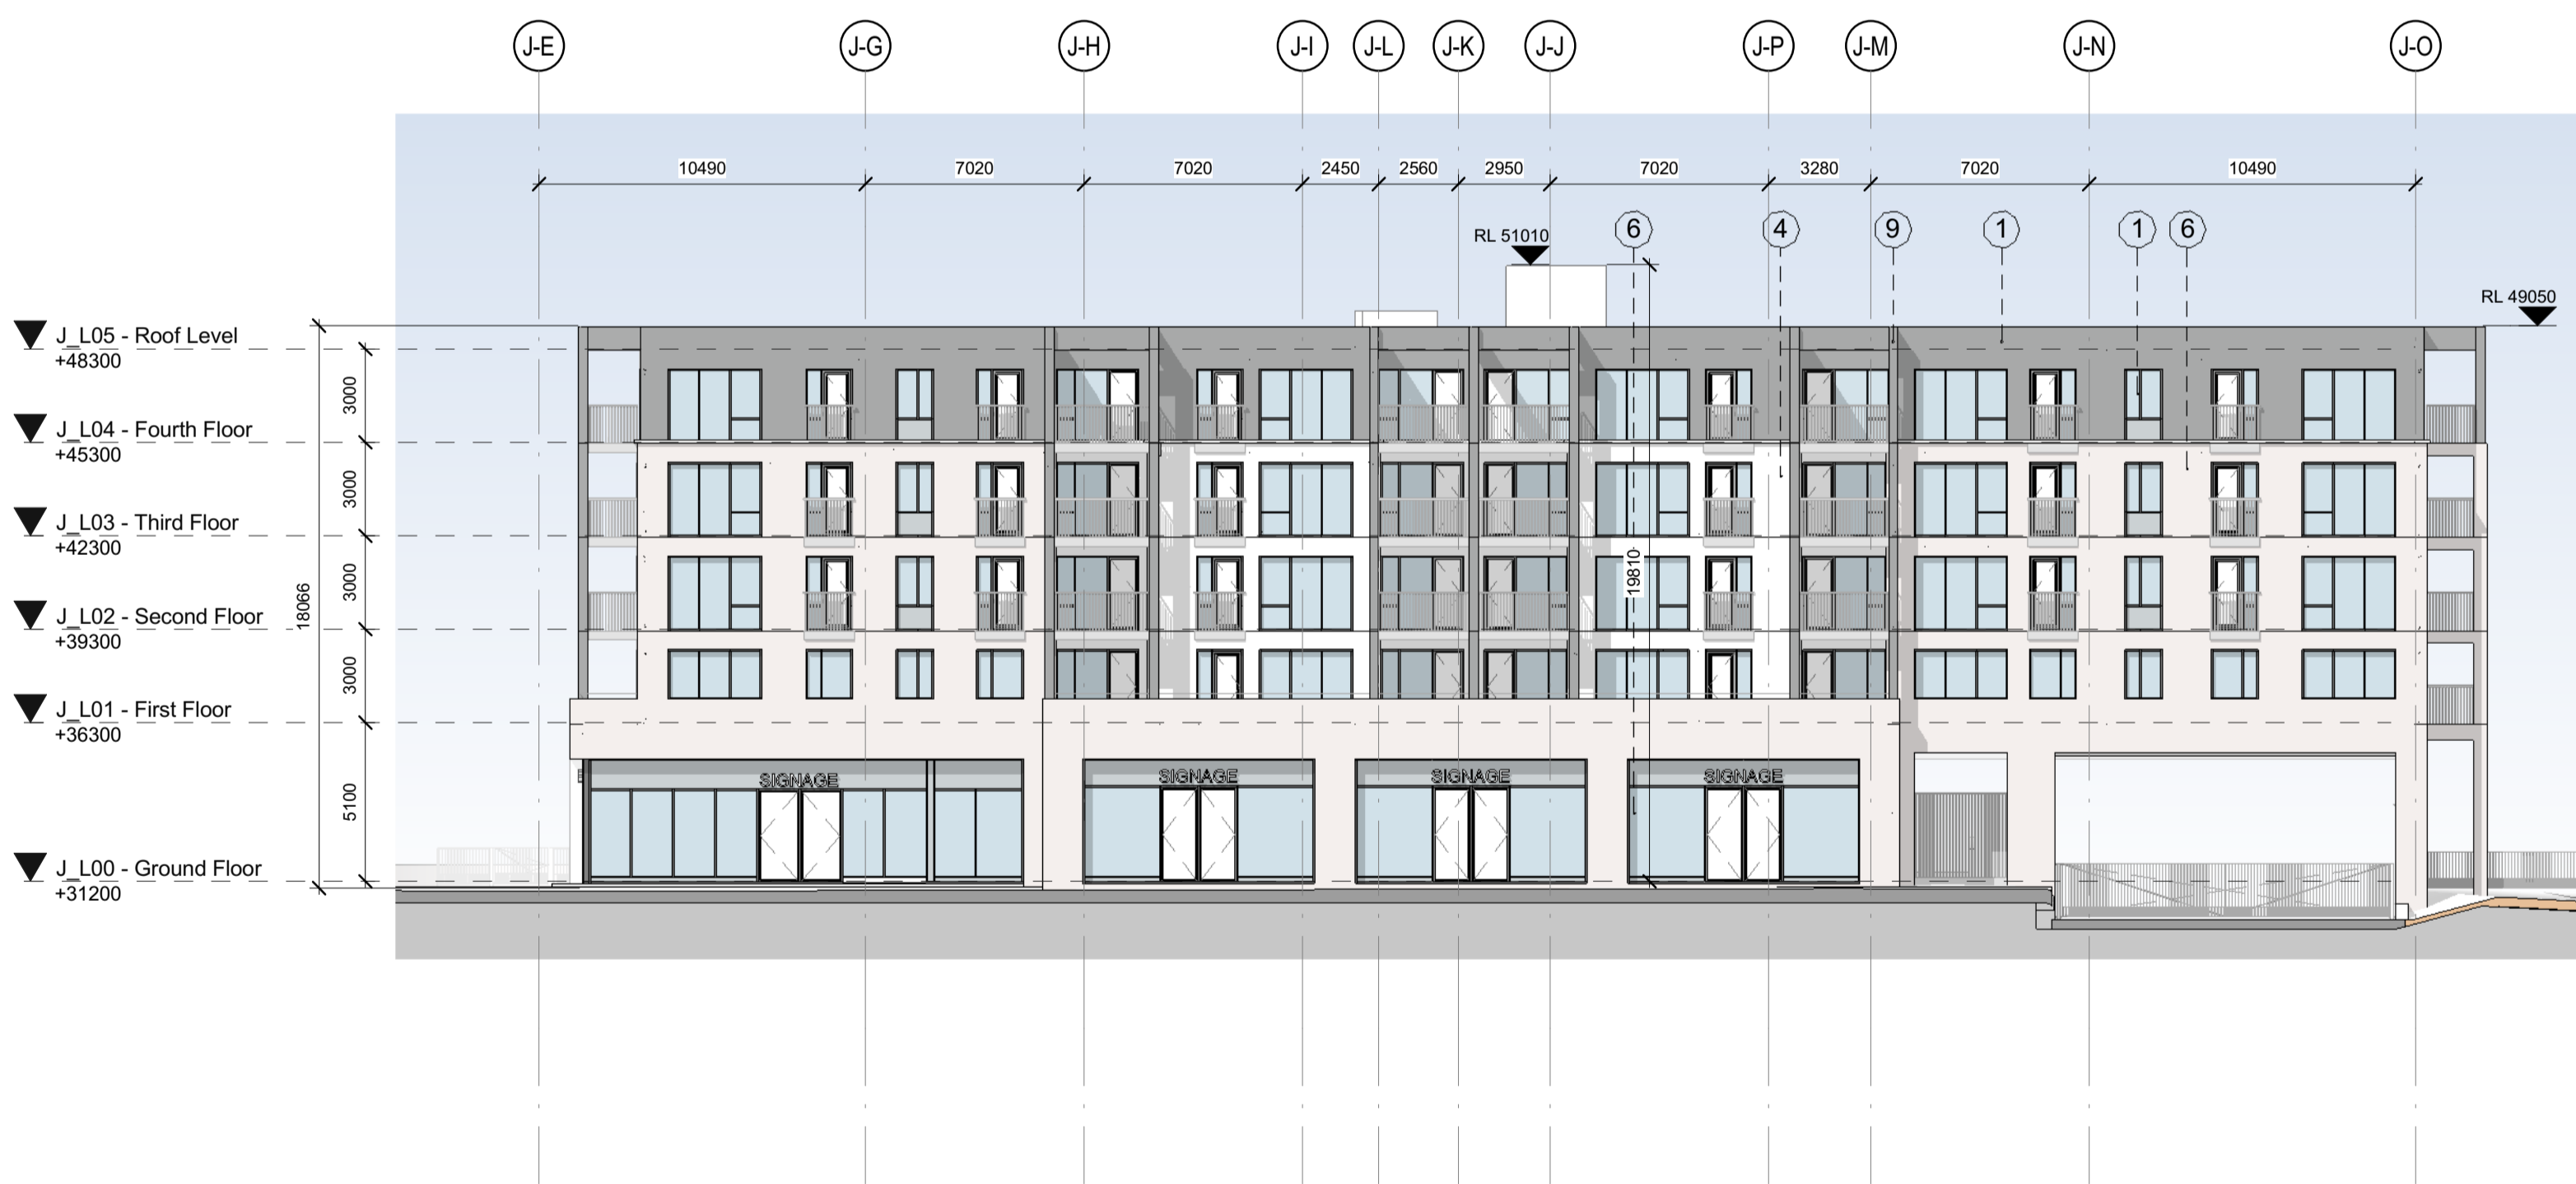 J-E J-G J-H J-I J-L J-K J-J J-P J-M J-N J-O
10490 7020 7020 2450 2560 2950 7020 3280 7020 10490
6 4 9 1 1 6
RL 51010
RL 49050
J_L05 - Roof Level
+48300
3000
J_L04 - Fourth Floor
+45300
3000
J_L03 - Third Floor
+42300
3000
18066
19810
J_L02 - Second Floor
+39300
3000
J_L01 - First Floor
+36300
5100
SIGNAGE SIGNAGE SIGNAGE SIGNAGE
J_L00 - Ground Floor
+31200